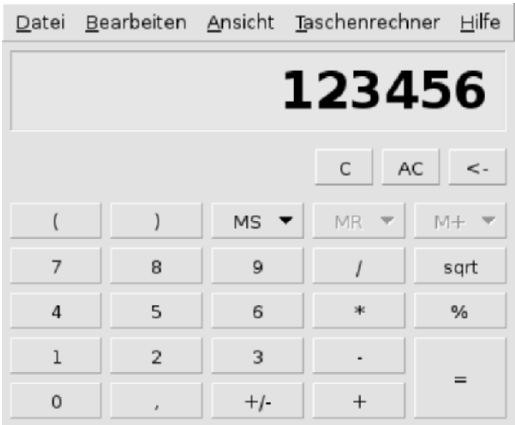 Datei Bearbeiten Ansicht Taschenrechner Hilfe
123456
C AC <-
( ) MS MR M+
7 8 9 / sqrt
4 5 6 * %
1 2 3 -
=
0 , +/- +